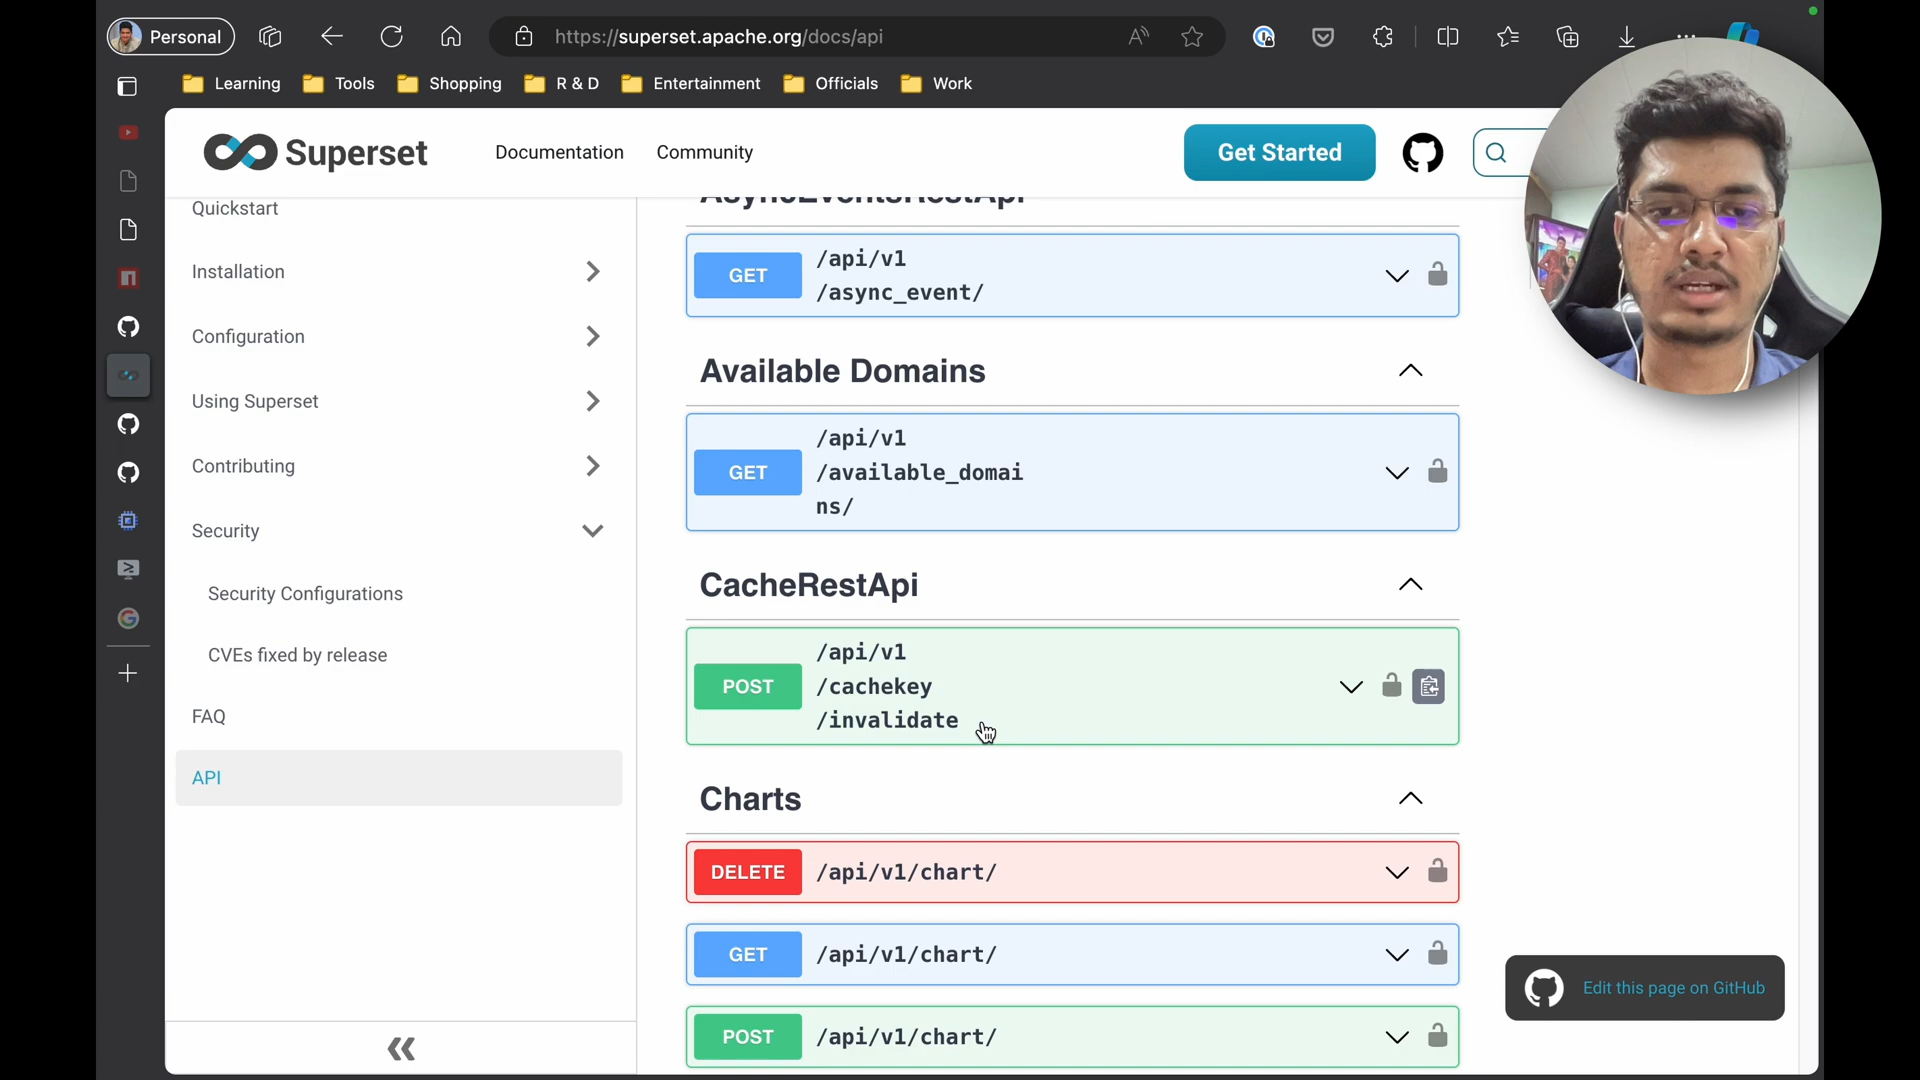 Personal
https://superset.apache.org/docs/api
Learning
Tools
Shopping
R & D
Entertainment
Officials
Work
Superset
Documentation
Community
Get Started
Quickstart
Installation
Configuration
Using Superset
Contributing
Security
Security Configurations
CVEs fixed by release
FAQ
API
AsyncEventsRestApi
GET
/api/v1
/async_event/
Available Domains
GET
/api/v1
/available_domai
ns/
CacheRestApi
POST
/api/v1
/cachekey
/invalidate
Charts
DELETE
/api/v1/chart/
GET
/api/v1/chart/
POST
/api/v1/chart/
Edit this page on GitHub